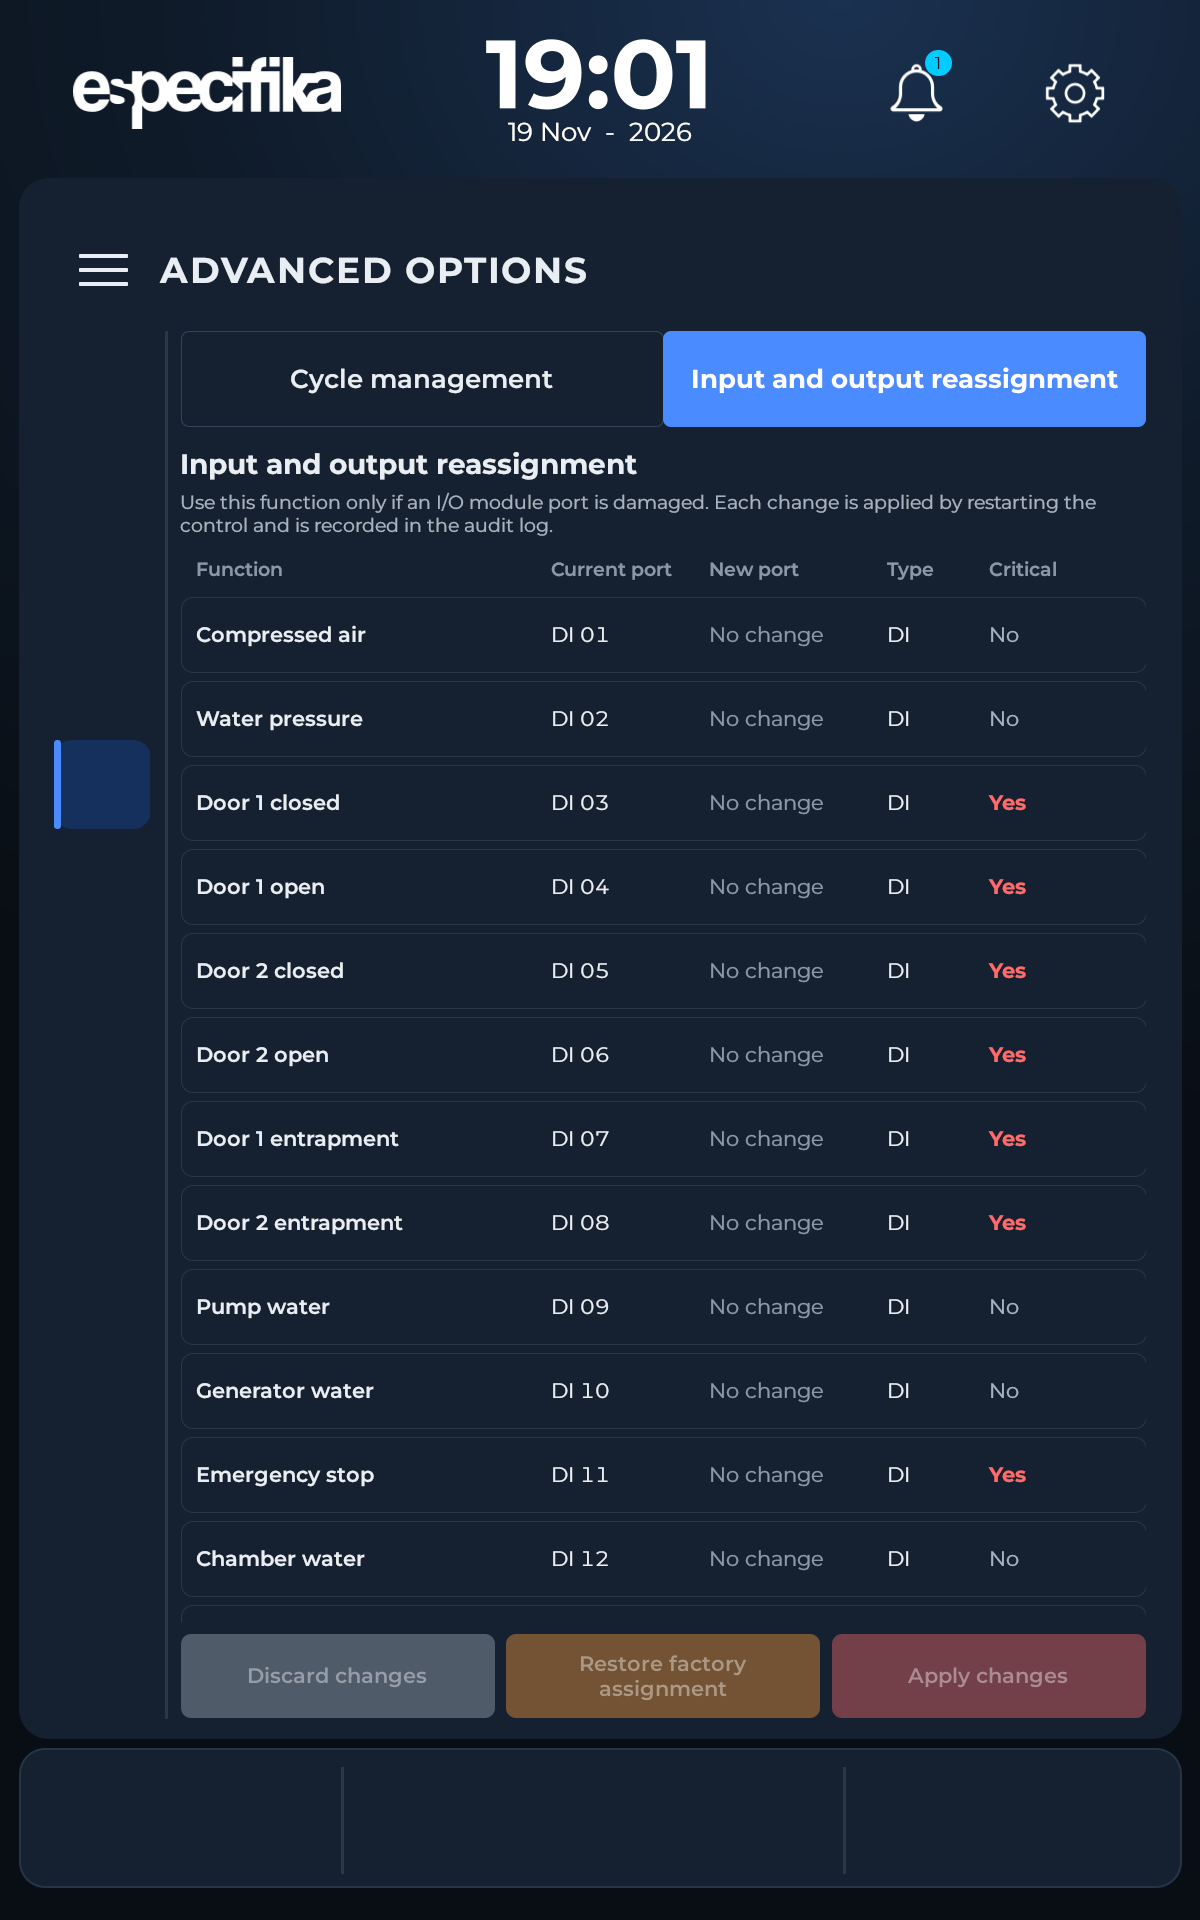 especifika
19:01
19 Nov - 2026
1
ADVANCED OPTIONS
Cycle management
Input and output reassignment
Input and output reassignment
Use this function only if an I/O module port is damaged. Each change is applied by restarting the
control and is recorded in the audit log.
Function Current port New port Type Critical
Compressed air DI 01 No change DI No
Water pressure DI 02 No change DI No
Door 1 closed DI 03 No change DI Yes
Door 1 open DI 04 No change DI Yes
Door 2 closed DI 05 No change DI Yes
Door 2 open DI 06 No change DI Yes
Door 1 entrapment DI 07 No change DI Yes
Door 2 entrapment DI 08 No change DI Yes
Pump water DI 09 No change DI No
Generator water DI 10 No change DI No
Emergency stop DI 11 No change DI Yes
Chamber water DI 12 No change DI No
Discard changes
Restore factory
assignment
Apply changes